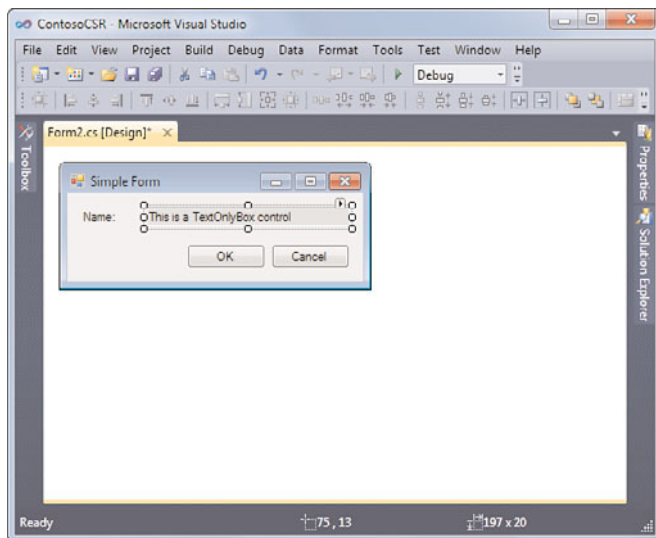 ContosoCSR - Microsoft Visual Studio
File Edit View Project Build Debug Data Format Tools Test Window Help
Debug
Form2.cs [Design]*
Toolbox
Properties
Solution Explorer
Simple Form
Name: This is a TextOnlyBox control
OK Cancel
Ready 75 , 13 197 x 20